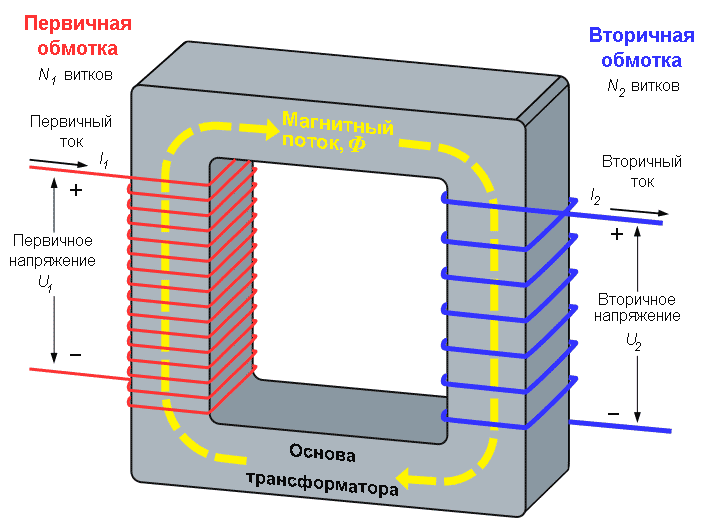 Первичная
обмотка
N1 витков
Первичный
ток
I1
+
Первичное
напряжение
U1
–
Магнитный
поток, Ф
Основа
трансформатора
Вторичная
обмотка
N2 витков
Вторичный
ток
I2
+
Вторичное
напряжение
U2
–